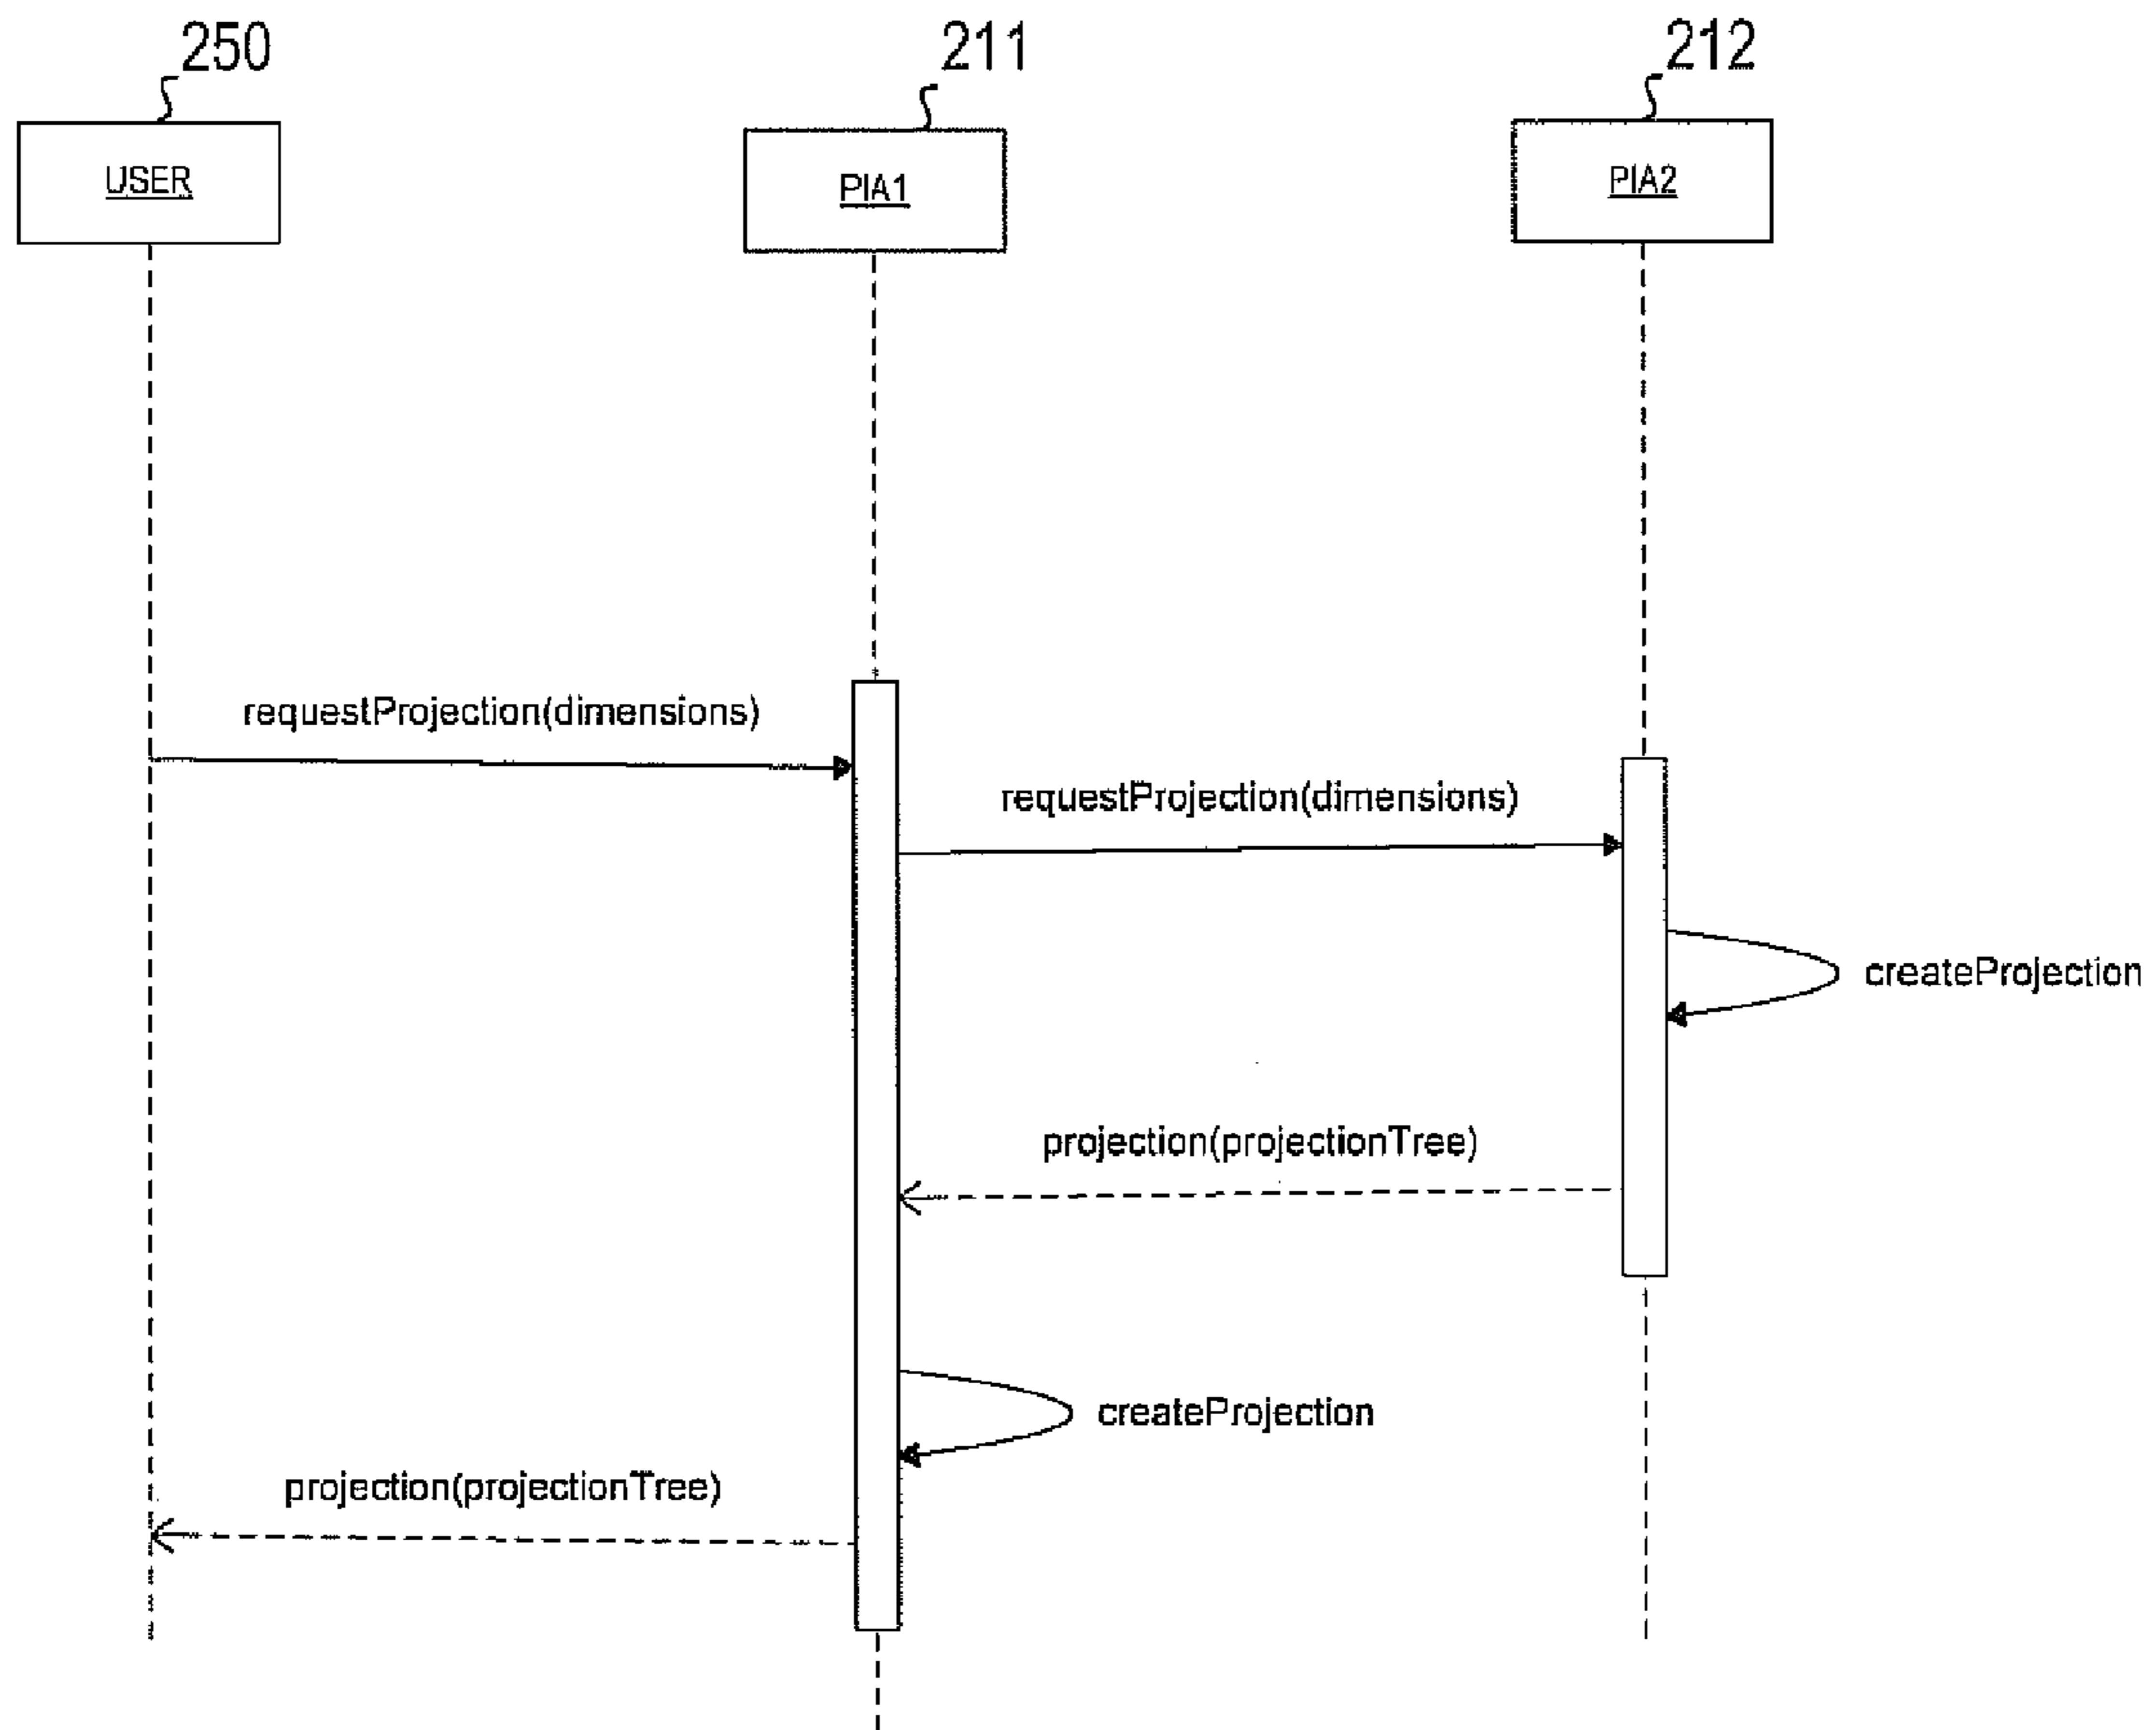 250
211
212
USER
PIA1
PIA2
requestProjection(dimensions)
requestProjection(dimensions)
createProjection
projection(projectionTree)
createProjection
projection(projectionTree)